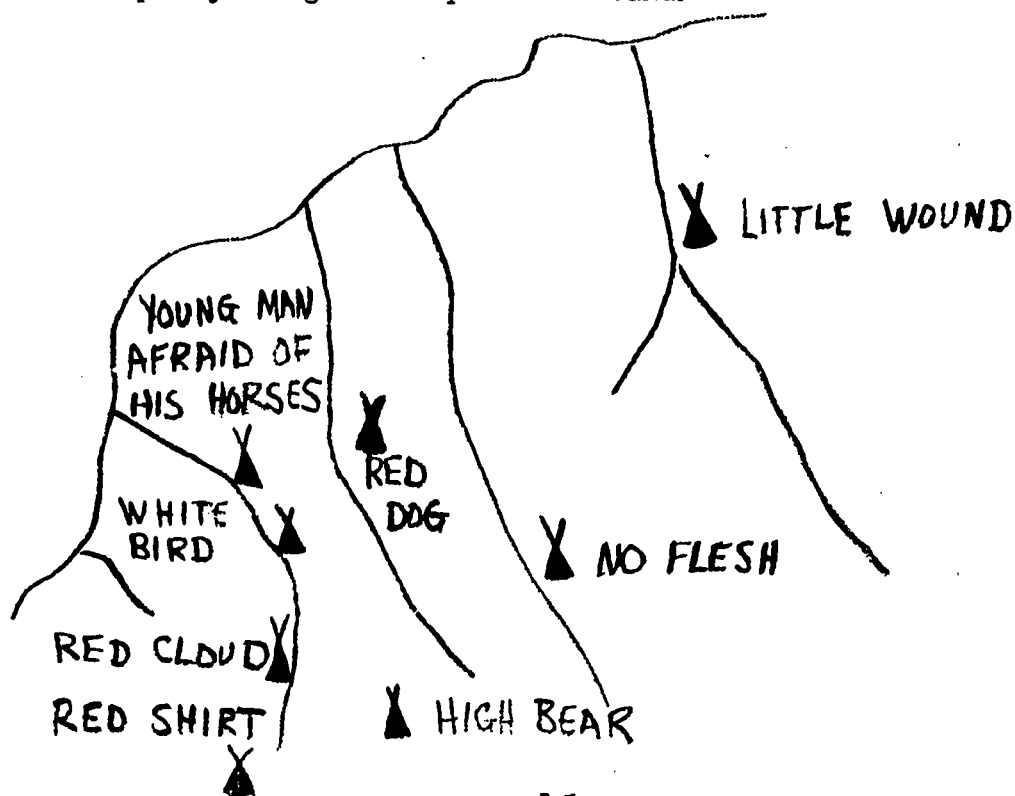 LITTLE WOUND
YOUNG MAN
AFRAID OF
HIS HORSES
RED
DOG
WHITE
BIRD
NO FLESH
RED CLOUD
RED SHIRT
HIGH BEAR